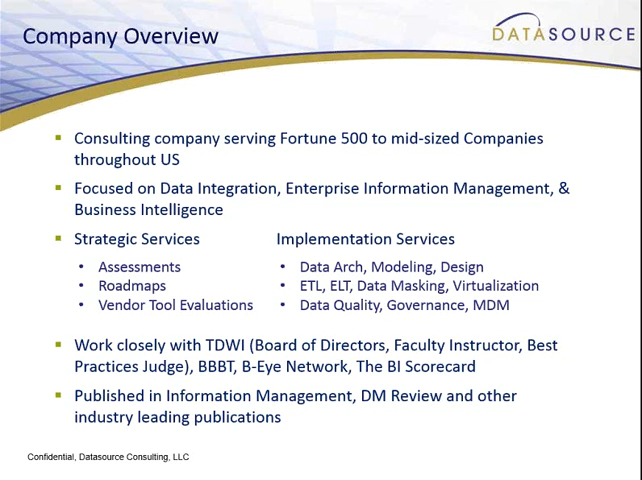 Company Overview
DATASOURCE
Consulting company serving Fortune 500 to mid-sized Companies
throughout US
Focused on Data Integration, Enterprise Information Management, &
Business Intelligence
Strategic Services
Assessments
Roadmaps
Vendor Tool Evaluations
Implementation Services
Data Arch, Modeling, Design
ETL, ELT, Data Masking, Virtualization
Data Quality, Governance, MDM
Work closely with TDWI (Board of Directors, Faculty Instructor, Best
Practices Judge), BBBT, B-Eye Network, The BI Scorecard
Published in Information Management, DM Review and other
industry leading publications
Confidential, Datasource Consulting, LLC